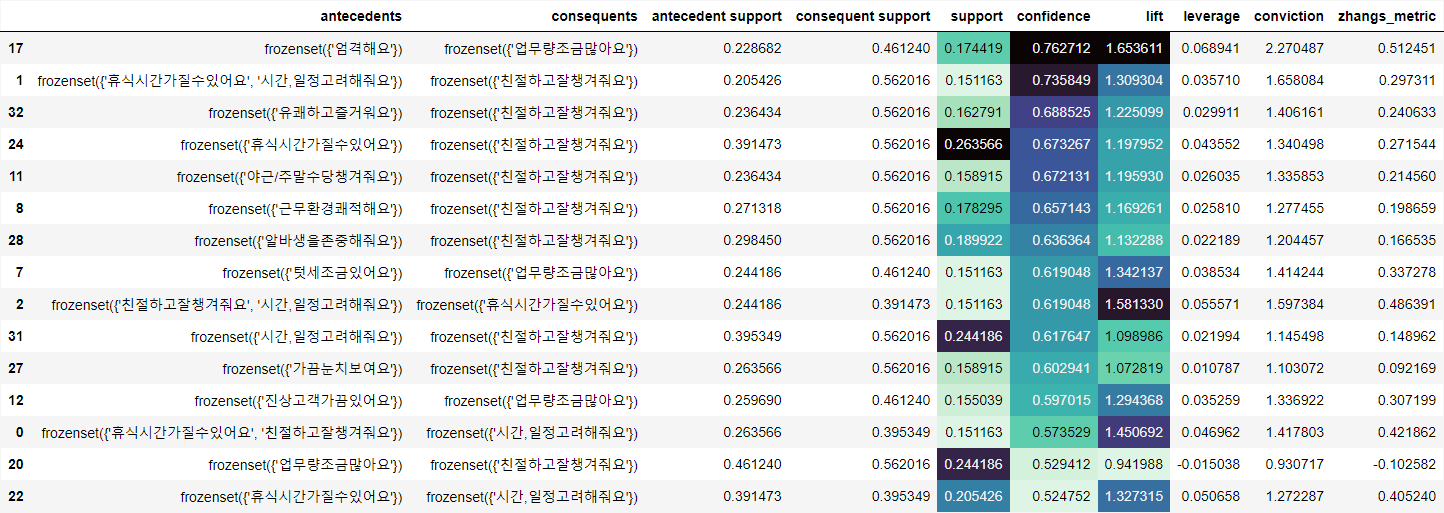 antecedents consequents antecedent support consequent support support confidence lift leverage conviction zhangs_metric
17 frozenset({'엄격해요'}) frozenset({'업무량조금많아요'}) 0.228682 0.461240 0.174419 0.762712 1.653611 0.068941 2.270487 0.512451
1 frozenset({'휴식시간가질수있어요', '시간,일정고려해줘요'}) frozenset({'친절하고잘챙겨줘요'}) 0.205426 0.562016 0.151163 0.735849 1.309304 0.035710 1.658084 0.297311
32 frozenset({'유쾌하고즐거워요'}) frozenset({'친절하고잘챙겨줘요'}) 0.236434 0.562016 0.162791 0.688525 1.225099 0.029911 1.406161 0.240633
24 frozenset({'휴식시간가질수있어요'}) frozenset({'친절하고잘챙겨줘요'}) 0.391473 0.562016 0.263566 0.673267 1.197952 0.043552 1.340498 0.271544
11 frozenset({'야근/주말수당챙겨줘요'}) frozenset({'친절하고잘챙겨줘요'}) 0.236434 0.562016 0.158915 0.672131 1.195930 0.026035 1.335853 0.214560
8 frozenset({'근무환경쾌적해요'}) frozenset({'친절하고잘챙겨줘요'}) 0.271318 0.562016 0.178295 0.657143 1.169261 0.025810 1.277455 0.198659
28 frozenset({'알바생을존중해줘요'}) frozenset({'친절하고잘챙겨줘요'}) 0.298450 0.562016 0.189922 0.636364 1.132288 0.022189 1.204457 0.166535
7 frozenset({'텃세조금있어요'}) frozenset({'업무량조금많아요'}) 0.244186 0.461240 0.151163 0.619048 1.342137 0.038534 1.414244 0.337278
2 frozenset({'친절하고잘챙겨줘요', '시간,일정고려해줘요'}) frozenset({'휴식시간가질수있어요'}) 0.244186 0.391473 0.151163 0.619048 1.581330 0.055571 1.597384 0.486391
31 frozenset({'시간,일정고려해줘요'}) frozenset({'친절하고잘챙겨줘요'}) 0.395349 0.562016 0.244186 0.617647 1.098986 0.021994 1.145498 0.148962
27 frozenset({'가끔눈치보여요'}) frozenset({'친절하고잘챙겨줘요'}) 0.263566 0.562016 0.158915 0.602941 1.072819 0.010787 1.103072 0.092169
12 frozenset({'진상고객가끔있어요'}) frozenset({'업무량조금많아요'}) 0.259690 0.461240 0.155039 0.597015 1.294368 0.035259 1.336922 0.307199
0 frozenset({'휴식시간가질수있어요', '친절하고잘챙겨줘요'}) frozenset({'시간,일정고려해줘요'}) 0.263566 0.395349 0.151163 0.573529 1.450692 0.046962 1.417803 0.421862
20 frozenset({'업무량조금많아요'}) frozenset({'친절하고잘챙겨줘요'}) 0.461240 0.562016 0.244186 0.529412 0.941988 -0.015038 0.930717 -0.102582
22 frozenset({'휴식시간가질수있어요'}) frozenset({'시간,일정고려해줘요'}) 0.391473 0.395349 0.205426 0.524752 1.327315 0.050658 1.272287 0.405240